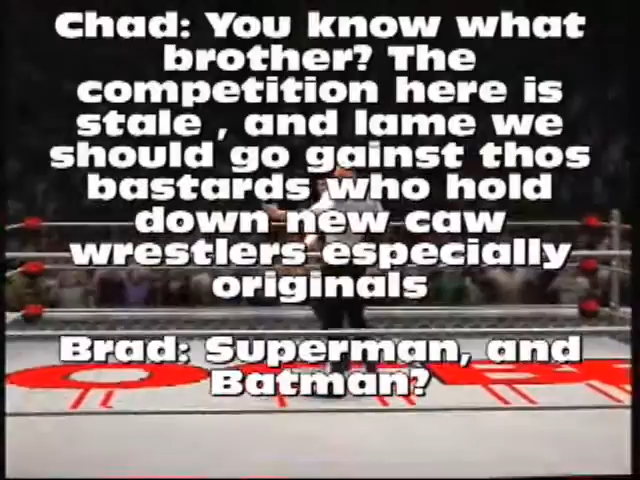 Chad: You know what
brother? The
competition here is
stale , and lame we
should go gainst thos
bastards who hold
down new caw
wrestlers especially
originals
Brad: Superman, and
Batman?